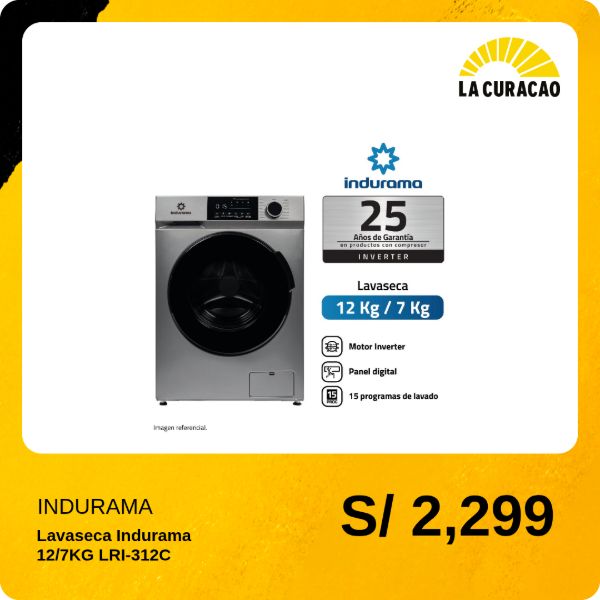 LA CURACAO
indurama
25
Años de Garantía
en productos con compresor
INVERTER
Lavaseca
12 Kg / 7 Kg
Motor Inverter
Panel digital
15 programas de lavado
indurama
Imagen referencial.
INDURAMA
Lavaseca Indurama
12/7KG LRI-312C
S/ 2,299